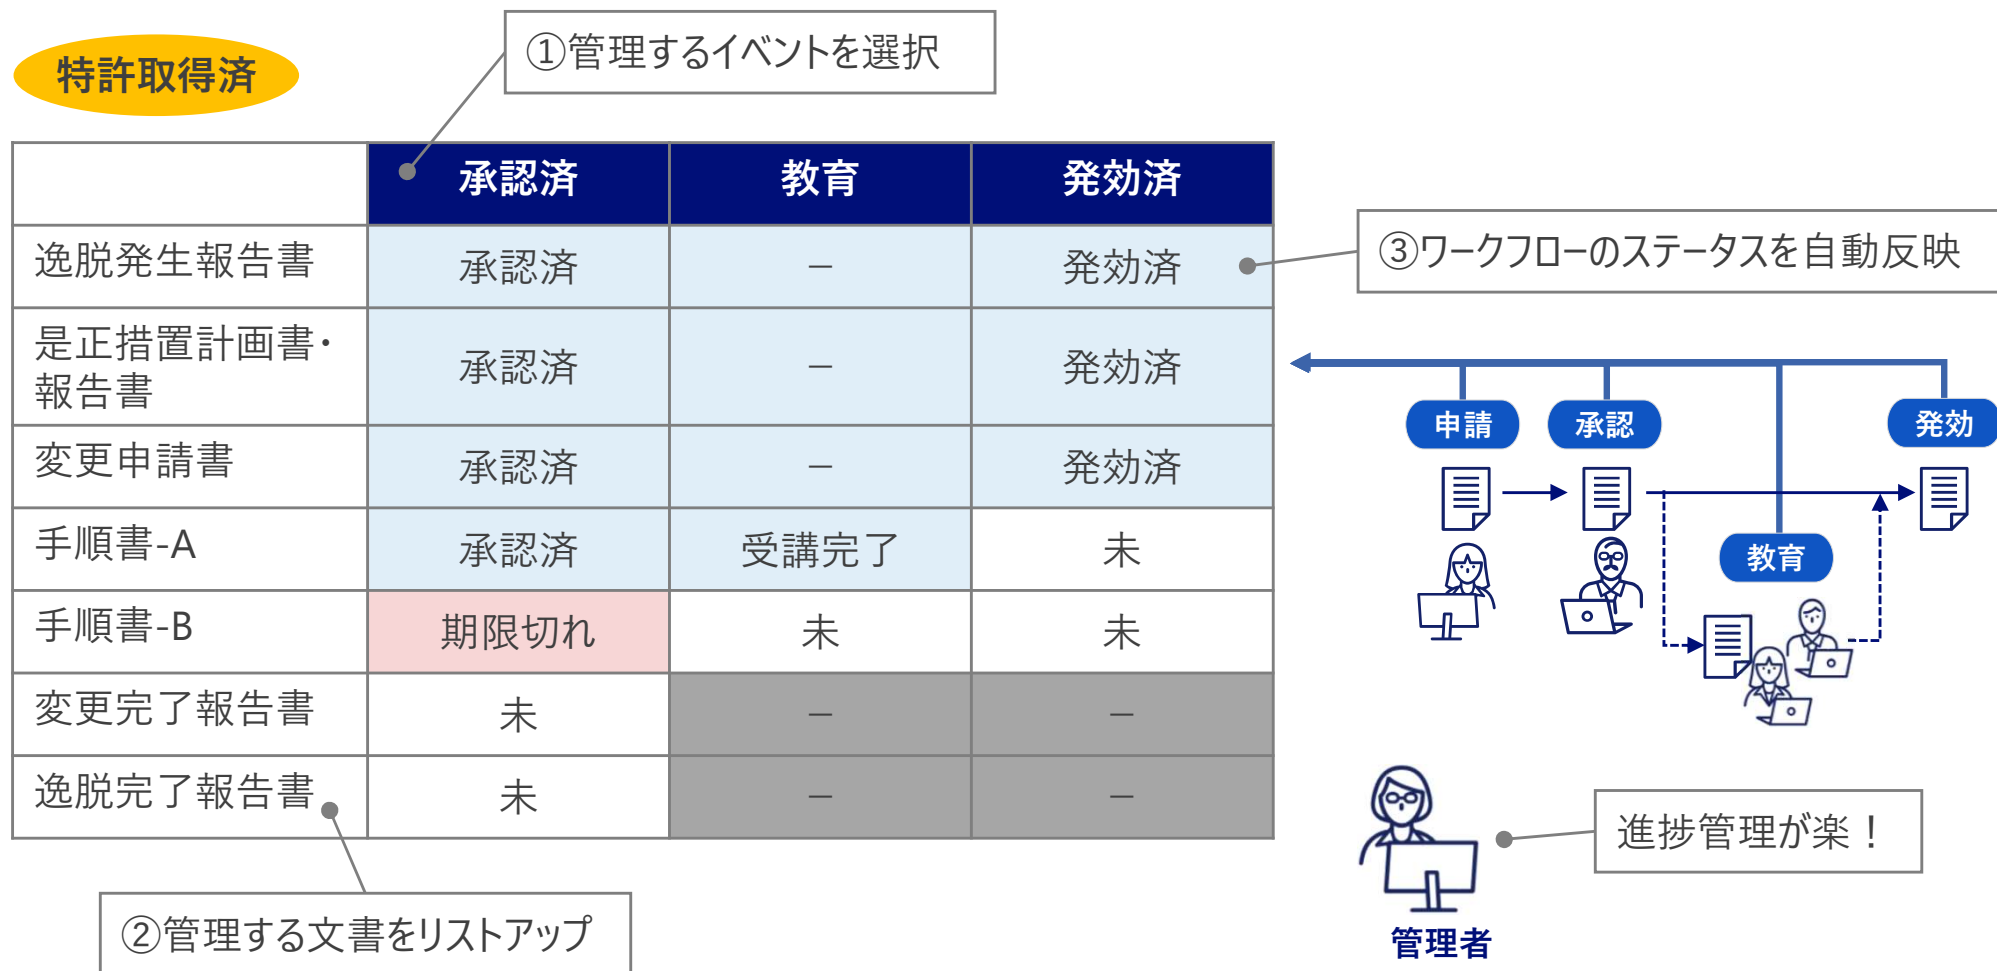 特許取得済
①管理するイベントを選択
承認済 教育 発効済
逸脱発生報告書 承認済 － 発効済
是正措置計画書・
報告書 承認済 － 発効済
変更申請書 承認済 － 発効済
手順書-A 承認済 受講完了 未
手順書-B 期限切れ 未 未
変更完了報告書 未 － －
逸脱完了報告書 未 － －
②管理する文書をリストアップ
③ワークフローのステータスを自動反映
申請 承認 発効
教育
進捗管理が楽！
管理者